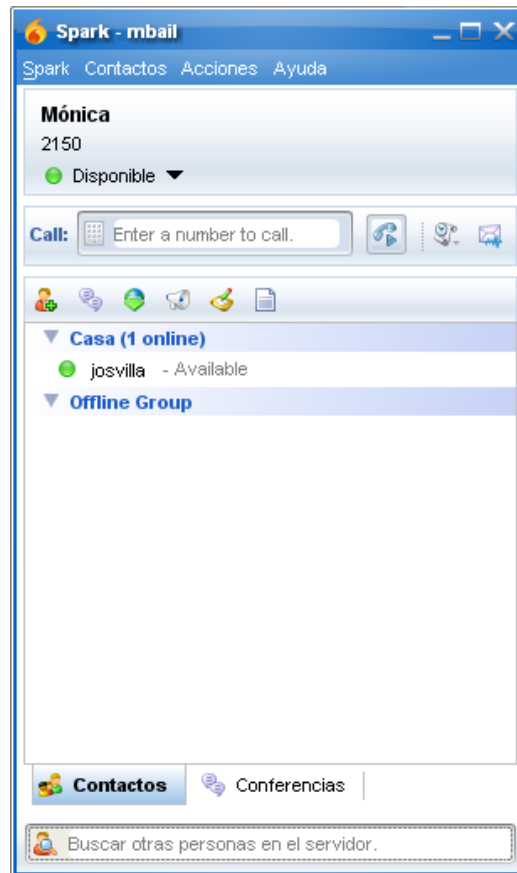 Spark - mbail
Spark Contactos Acciones Ayuda
Mónica
2150
Disponible
Call: Enter a number to call.
Casa (1 online)
josvilla - Available
Offline Group
Contactos Conferencias
Buscar otras personas en el servidor.